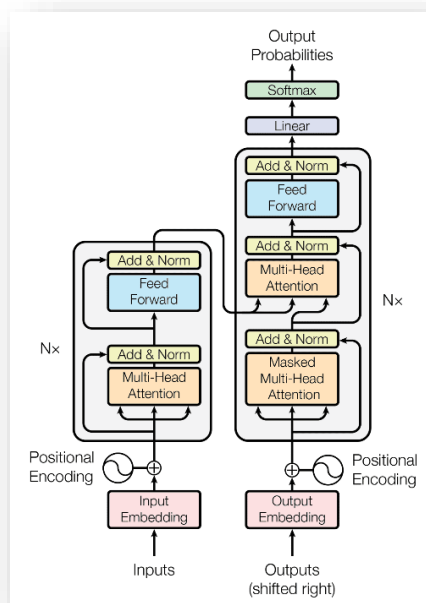 Output
Probabilities
Softmax
Linear
Add & Norm
Feed
Forward
Add & Norm
Multi-Head
Attention
Add & Norm
Masked
Multi-Head
Attention
N×
Add & Norm
Feed
Forward
Add & Norm
Multi-Head
Attention
N×
Positional
Encoding
Positional
Encoding
Input
Embedding
Output
Embedding
Inputs
Outputs
(shifted right)